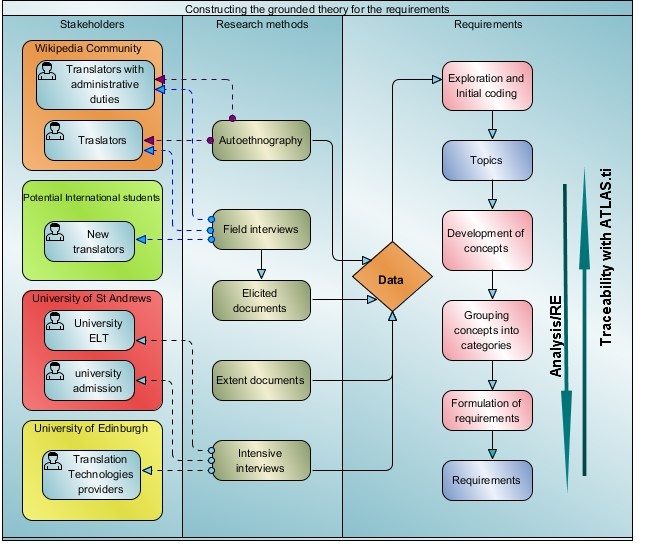 Constructing the grounded theory for the requirements
Stakeholders
Research methods
Requirements
Wikipedia Community
Translators with
administrative
duties
Traslators
Potential International students
New
translators
University of St Andrews
University
ELT
university
admission
University of Edinburgh
Translation
Technologies
providers
Autoethnography
Field interviews
Elicited
documents
Extent documents
Intensive
interviews
Data
Exploration and
Initial coding
Topics
Development of
concepts
Grouping
concepts into
categories
Formulation of
requirements
Requirements
Analysis/RE
Traceability with ATLAS.ti